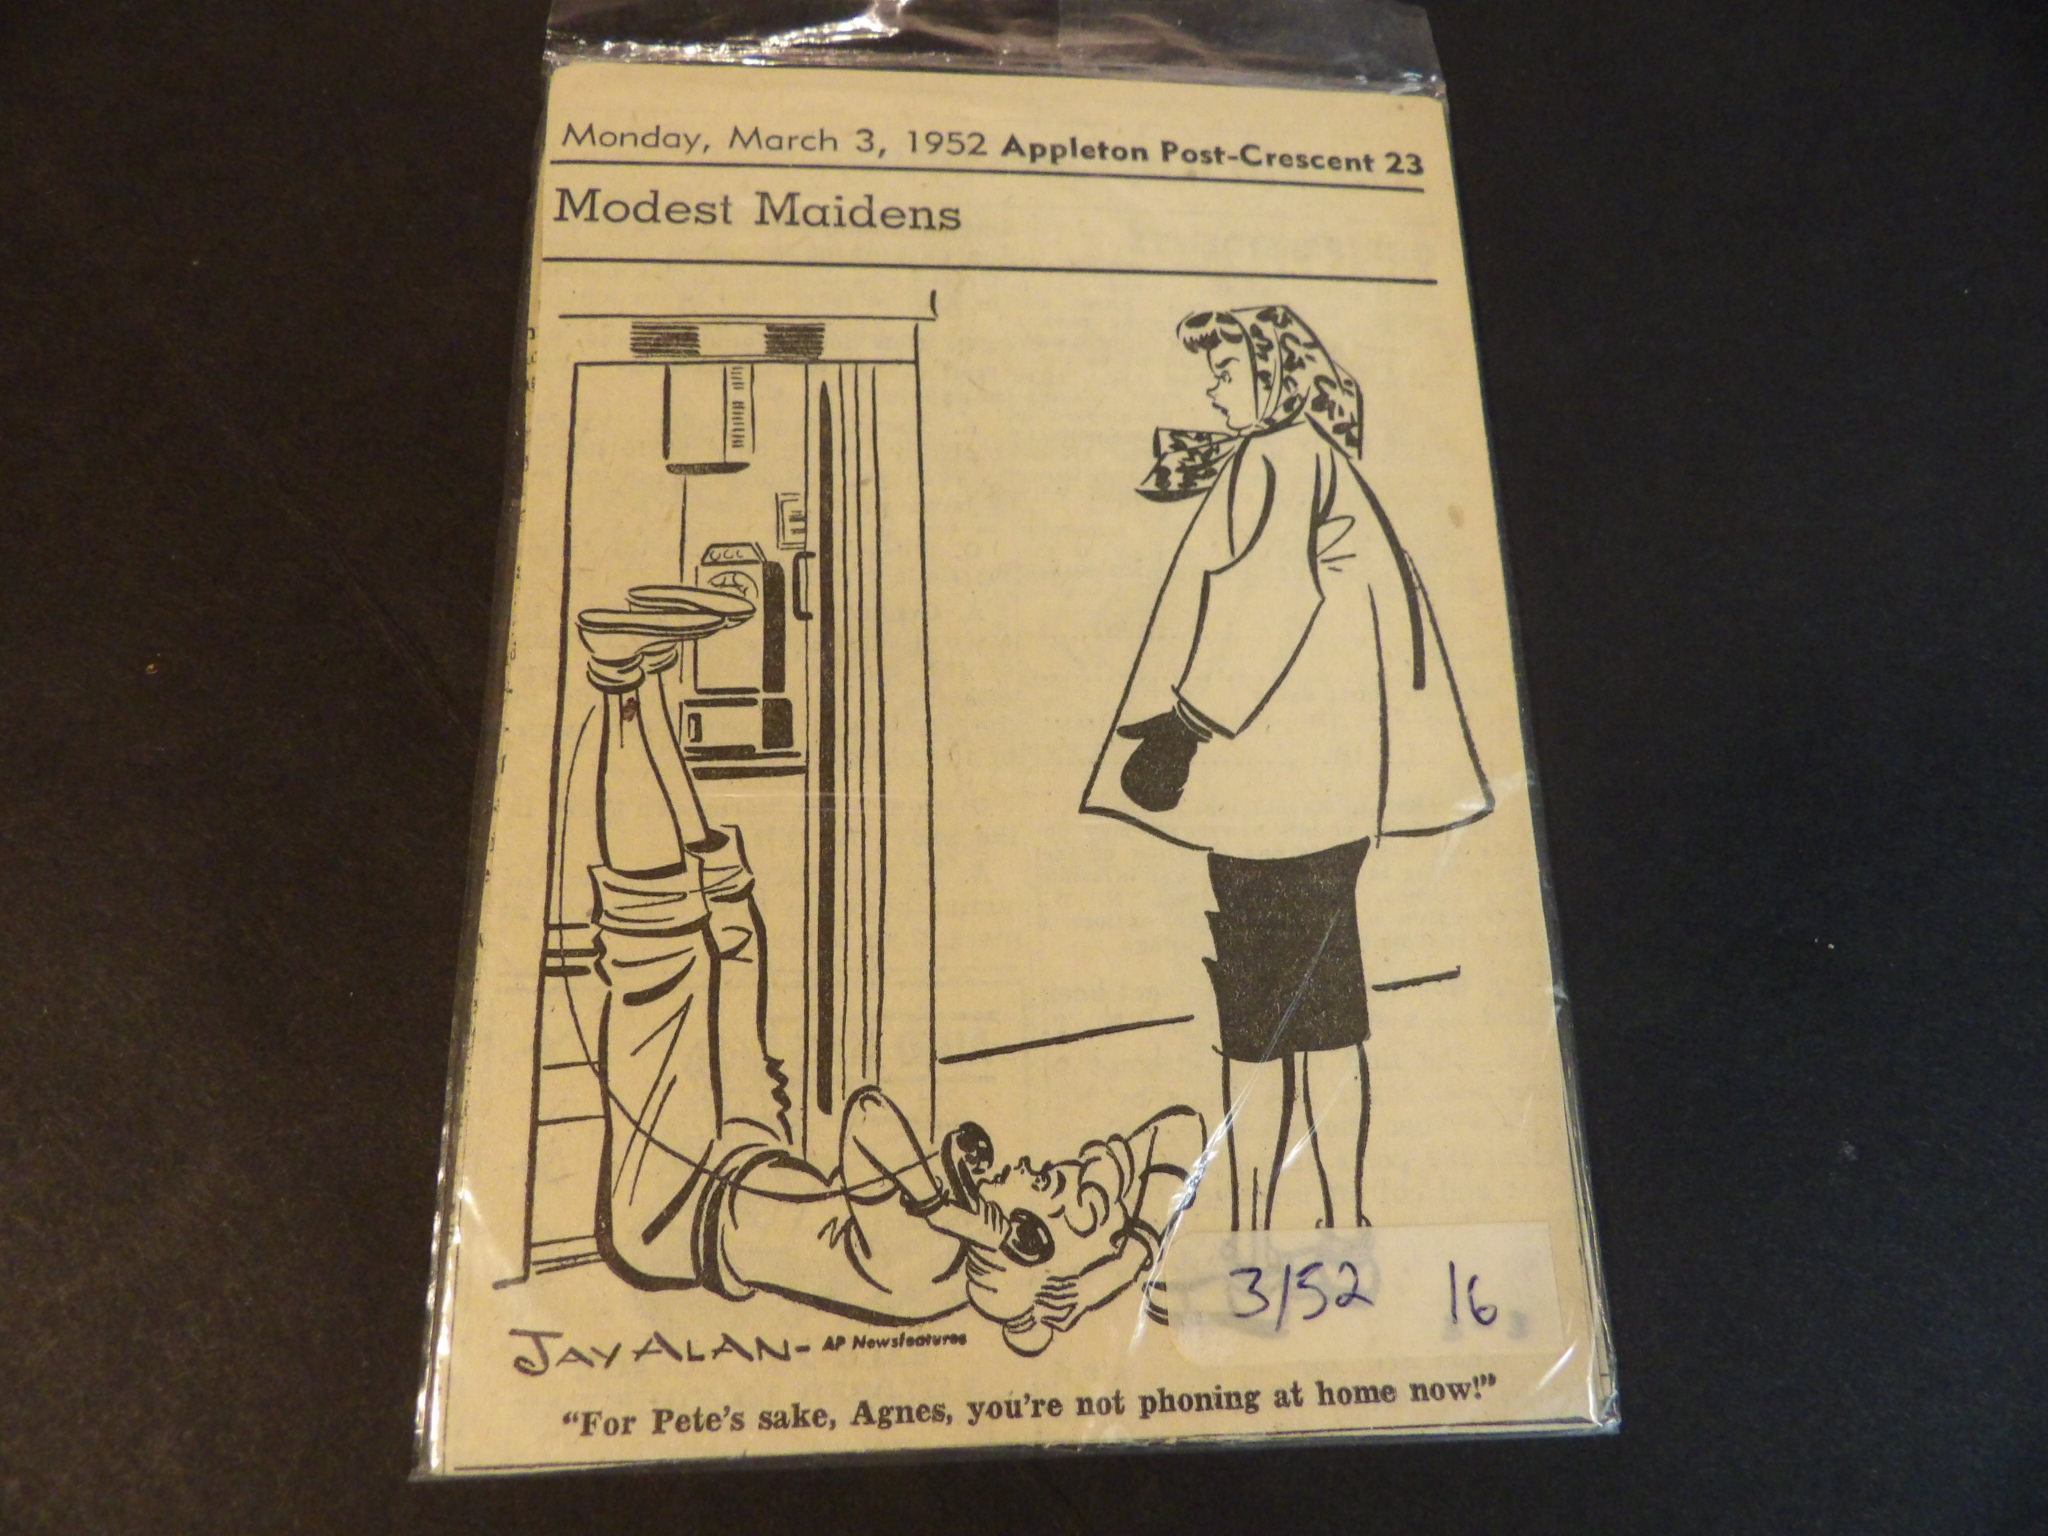 Monday, March 3, 1952 Appleton Post-Crescent 23
Modest Maidens
3/52 16
JAY ALAN- AP Newsfeatures
"For Pete's sake, Agnes, you're not phoning at home now!"